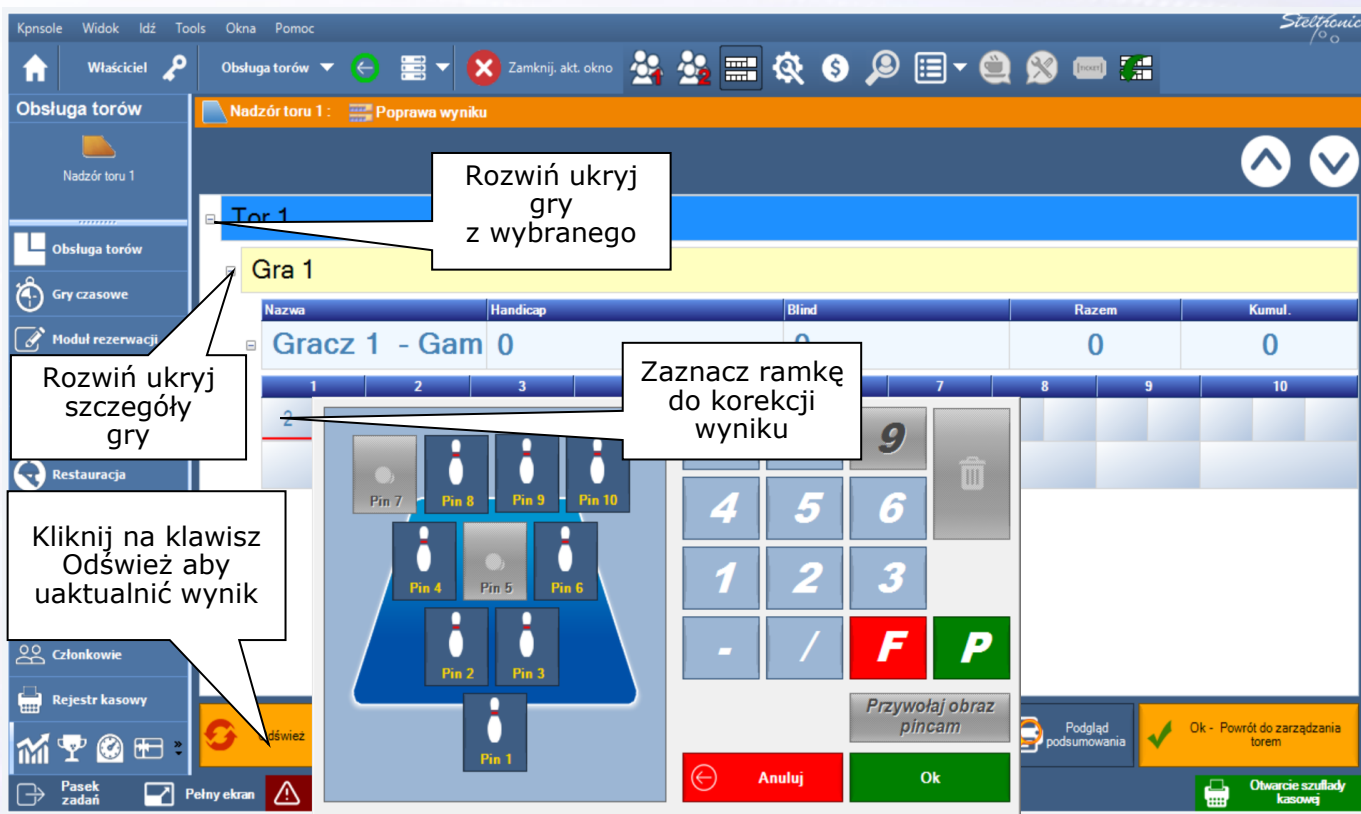 Kpnsole Widok Idź Tools Okna Pomoc
Steltronic
Właściciel
Obsługa torów
Zamknij. akt. okno
1
2
TICKET
Obsługa torów
Nadzór toru 1 : Poprawa wyniku
Nadzór toru 1
Rozwiń ukryj
gry
z wybranego
Tor 1
Gra 1
Obsługa torów
Gry czasowe
Moduł rezerwacji
Nazwa Handicap Blind Razem Kumul.
Gracz 1 - Gam 0 0 0 0
Rozwiń ukryj
szczegóły
gry
Zaznacz ramkę
do korekcji
wyniku
1 2 3 7 8 9 10
2
Restauracja
Pin 7 Pin 8 Pin 9 Pin 10
Pin 4 Pin 5 Pin 6
Pin 2 Pin 3
Pin 1
9
4 5 6
1 2 3
- / F P
Przywołaj obraz
pincam
Anuluj
Ok
Kliknij na klawisz
Odśwież aby
uaktualnić wynik
Członkowie
Rejestr kasowy
Odśwież
Podgląd
podsumowania
Ok - Powrót do zarządzania
torem
Pasek
zadań
Pełny ekran
Otwarcie szuflady
kasowej